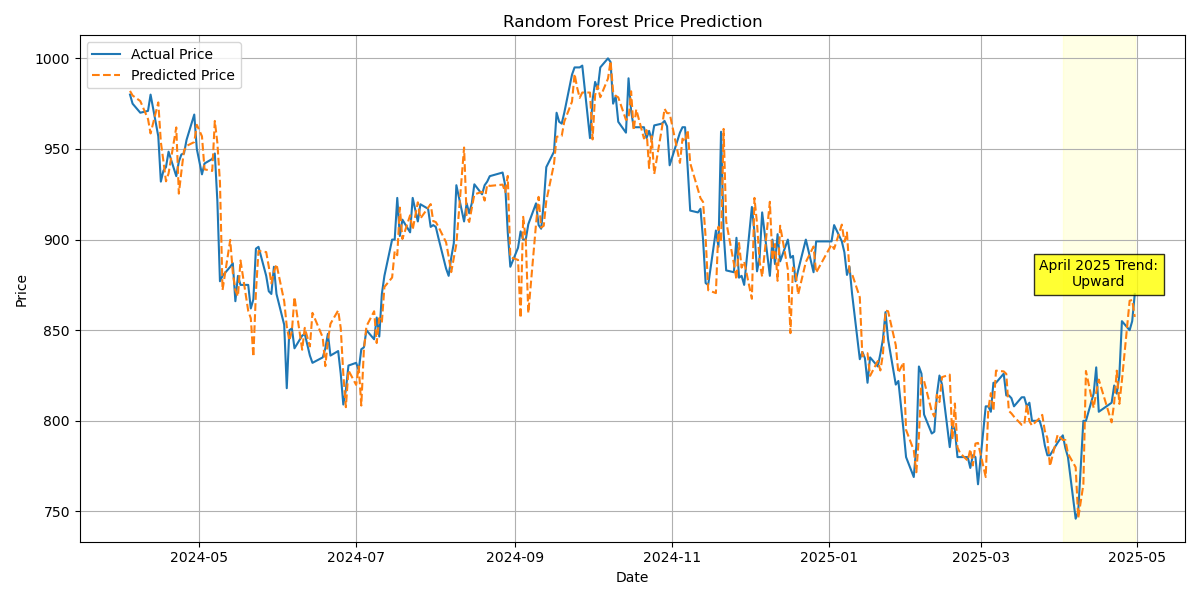 Random Forest Price Prediction
Actual Price
Predicted Price
1000
950
900
850
800
750
Price
April 2025 Trend:
Upward
2024-05 2024-07 2024-09 2024-11 2025-01 2025-03 2025-05
Date